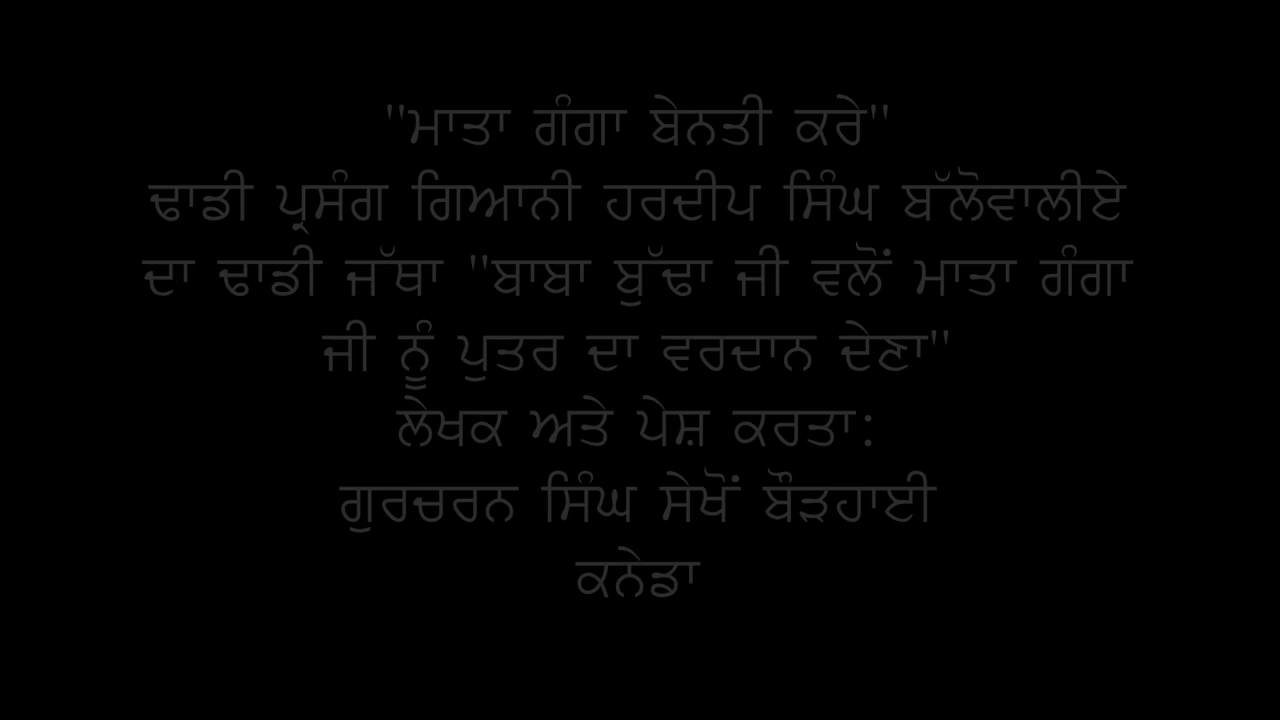 "ਮਾਤਾ ਗੰਗਾ ਬੇਨਤੀ ਕਰੇ"
ਢਾਡੀ ਪ੍ਰਸੰਗ ਗਿਆਨੀ ਹਰਦੀਪ ਸਿੰਘ ਬੱਲੋਵਾਲੀਏ
ਦਾ ਢਾਡੀ ਜੱਥਾ "ਬਾਬਾ ਬੁੱਢਾ ਜੀ ਵਲੋਂ ਮਾਤਾ ਗੰਗਾ
ਜੀ ਨੂੰ ਪੁਤਰ ਦਾ ਵਰਦਾਨ ਦੇਣਾ"
ਲੇਖਕ ਅਤੇ ਪੇਸ਼ ਕਰਤਾ:
ਗੁਰਚਰਨ ਸਿੰਘ ਸੇਖੋਂ ਬੌੜਹਾਈ
ਕਨੇਡਾ